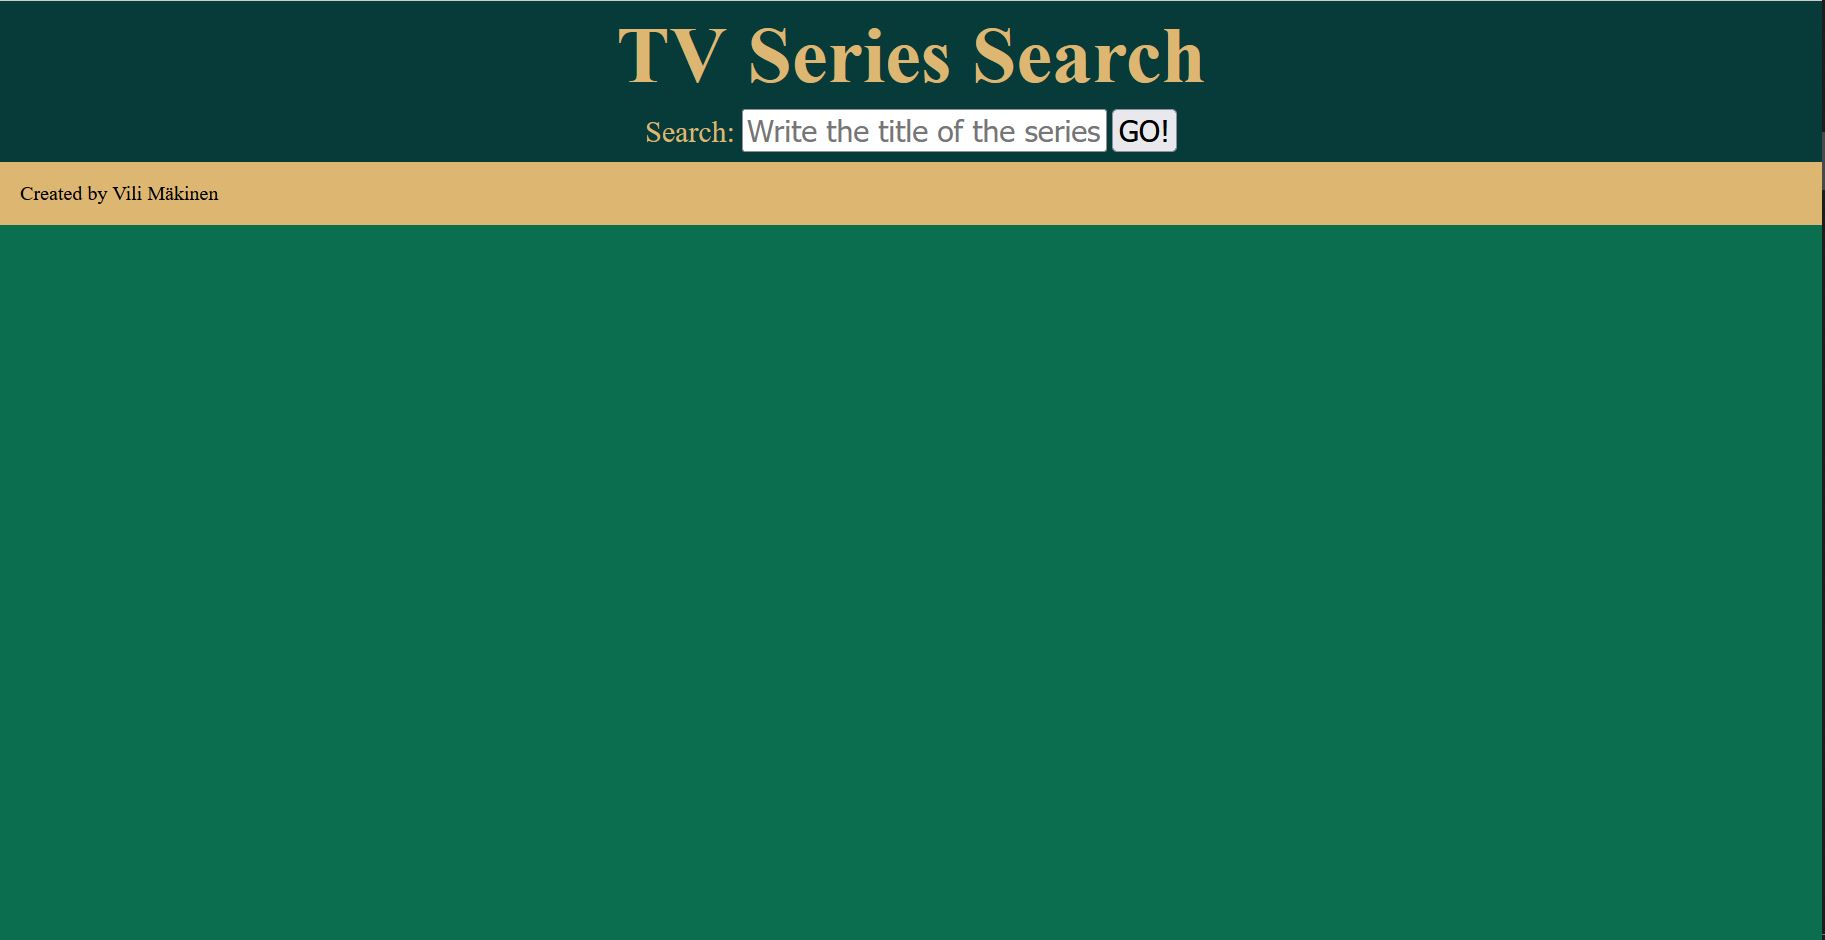 TV Series Search
Search: Write the title of the series GO!
Created by Vili Mäkinen